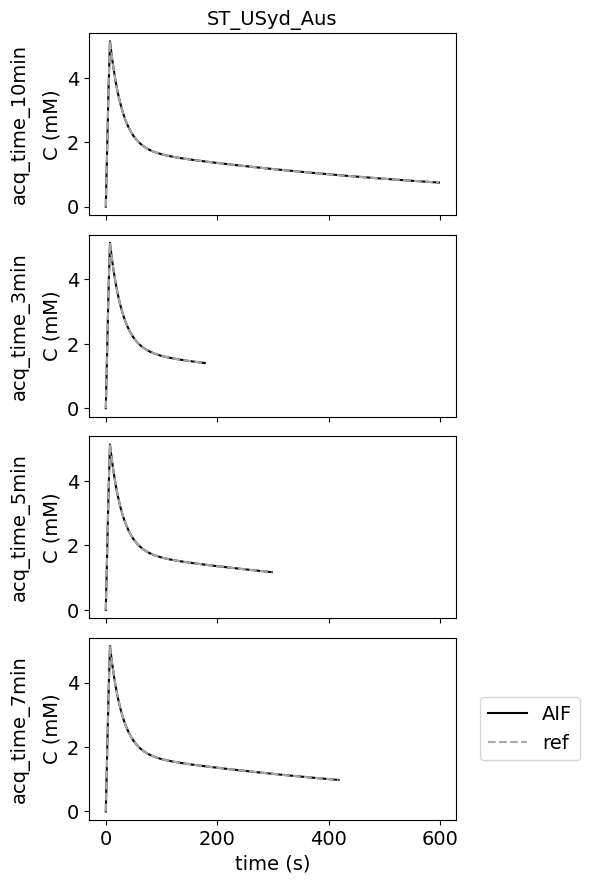 ST_USyd_Aus
acq_time_10min
C (mM)
4
2
0
acq_time_3min
C (mM)
4
2
0
acq_time_5min
C (mM)
4
2
0
acq_time_7min
C (mM)
4
2
0
0 200 400 600
time (s)
AIF
ref